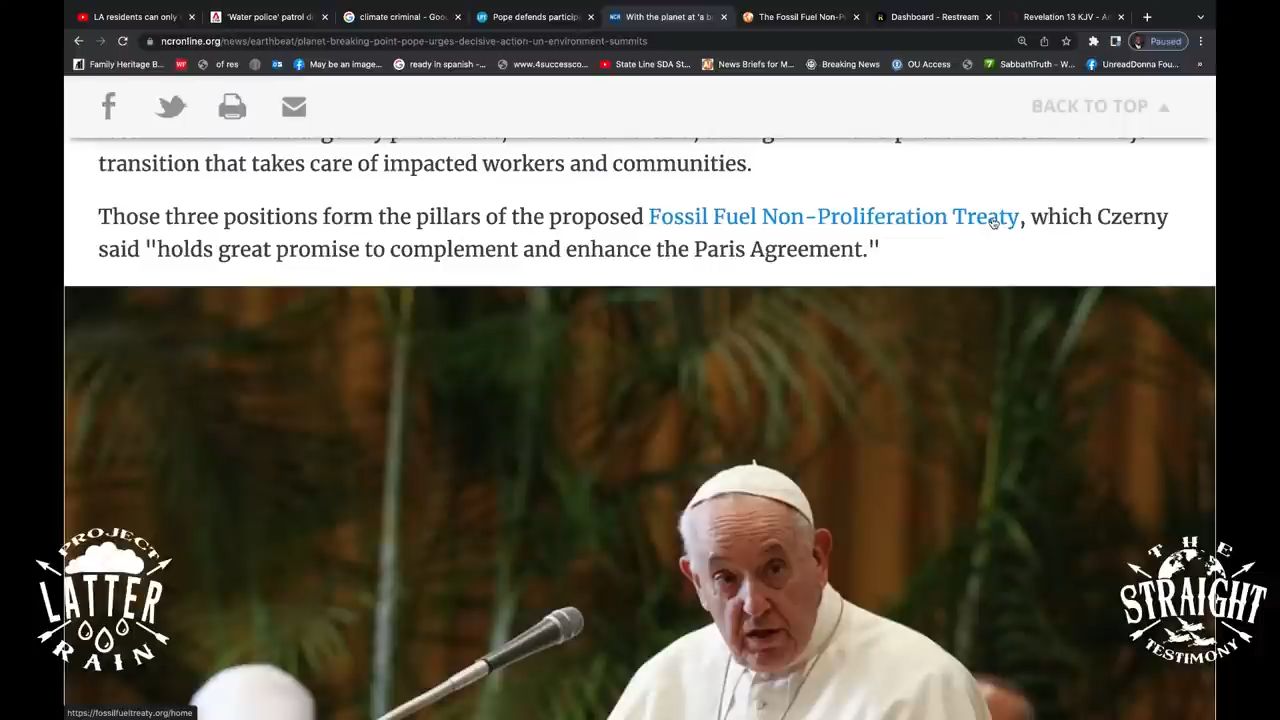 LA residents can only
'Water police' patrol di
climate criminal - Goo
Pope defends particip
With the planet at 'a b
The Fossil Fuel Non-P
Dashboard - Restream
Revelation 13 KJV - A
ncronline.org/news/earthbeat/planet-breaking-point-pope-urges-decisive-action-un-environment-summits
Paused
Family Heritage B...
of res
May be an image...
ready in spanish -...
www.4successco...
State Line SDA St...
News Briefs for M...
Breaking News
OU Access
SabbathTruth - W...
UnreadDonna Fou...
BACK TO TOP
transition that takes care of impacted workers and communities.
Those three positions form the pillars of the proposed Fossil Fuel Non-Proliferation Treaty, which Czerny
said "holds great promise to complement and enhance the Paris Agreement."
PROJECT
LATTER
RAIN
THE
STRAIGHT
TESTIMONY
https://fossilfueltreaty.org/home